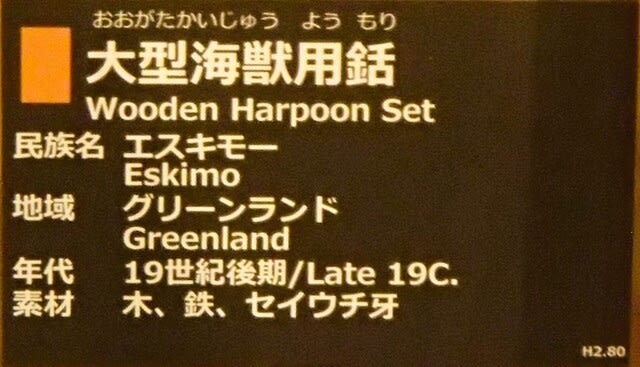 おおがたかいじゅう　よう　もり
大型海獣用銛
Wooden Harpoon Set
民族名　エスキモー
Eskimo
地域　グリーンランド
Greenland
年代　19世紀後期/Late 19C.
素材　木、鉄、セイウチ牙
H2.80